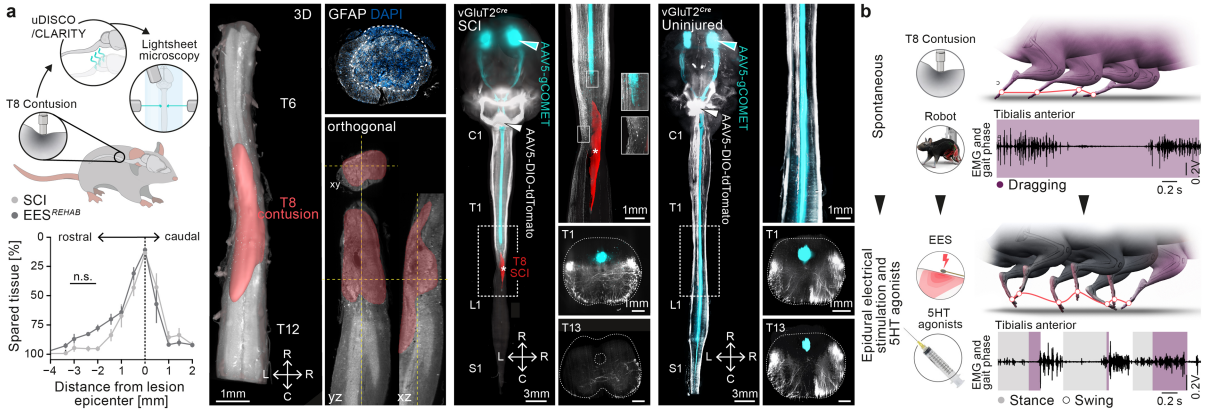 a
uDISCO
/CLARITY
Lightsheet
microscopy
T8 Contusion
SCI
EES REHAB
rostral
caudal
n.s.
Spared tissue [%]
0
25
50
75
100
-4 -3 -2 -1 0 1 2
Distance from lesion
epicenter [mm]
3D
T6
T8
contusion
T12
R
L R
C
1mm
GFAP DAPI
orthogonal
xy
yz
xz
vGluT2Cre
SCI
AAV5-gCOMET
AAV5-DIO-tdTomato
C1
T1
T8
SCI
*
L1
S1
R
L R
C
3mm
*
1mm
T1
1mm
T13
vGluT2Cre
Uninjured
AAV5-gCOMET
AAV5-DIO-tdTomato
C1
T1
L1
S1
R
L R
C
3mm
1mm
T1
1mm
T13
b
Spontaneous
T8 Contusion
Robot
Tibialis anterior
EMG and
gait phase
0.2V
0.2 s
Dragging
Epidural electrical
stimulation and
5HT agonists
EES
5HT
agonists
Tibialis anterior
EMG and
gait phase
0.2V
0.2 s
Stance
Swing